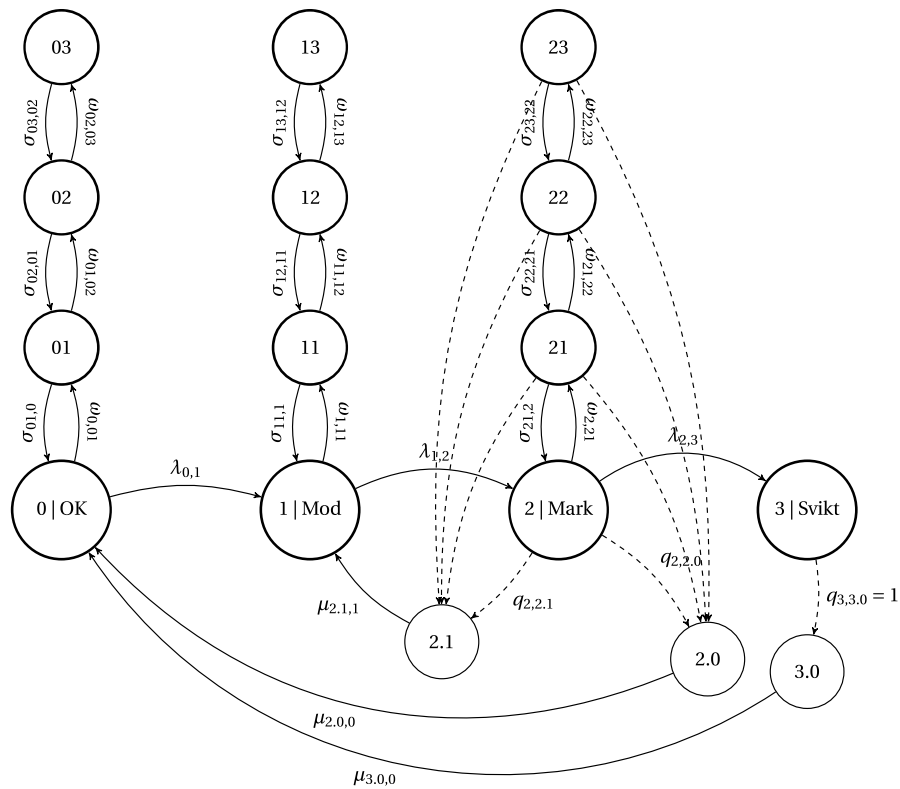 03
13
23
σ03,02
ω02,03
σ13,12
ω12,13
σ23,22
ω22,23
02
12
22
σ02,01
ω01,02
σ12,11
ω11,12
σ22,21
ω21,22
01
11
21
σ01,0
ω0,01
σ11,1
ω1,11
σ21,2
ω2,21
λ0,1
λ1,2
λ2,3
0 | OK
1 | Mod
2 | Mark
3 | Svikt
q2,2.0
μ2.1,1
q2,2.1
q3,3.0 = 1
2.1
2.0
3.0
μ2.0,0
μ3.0,0